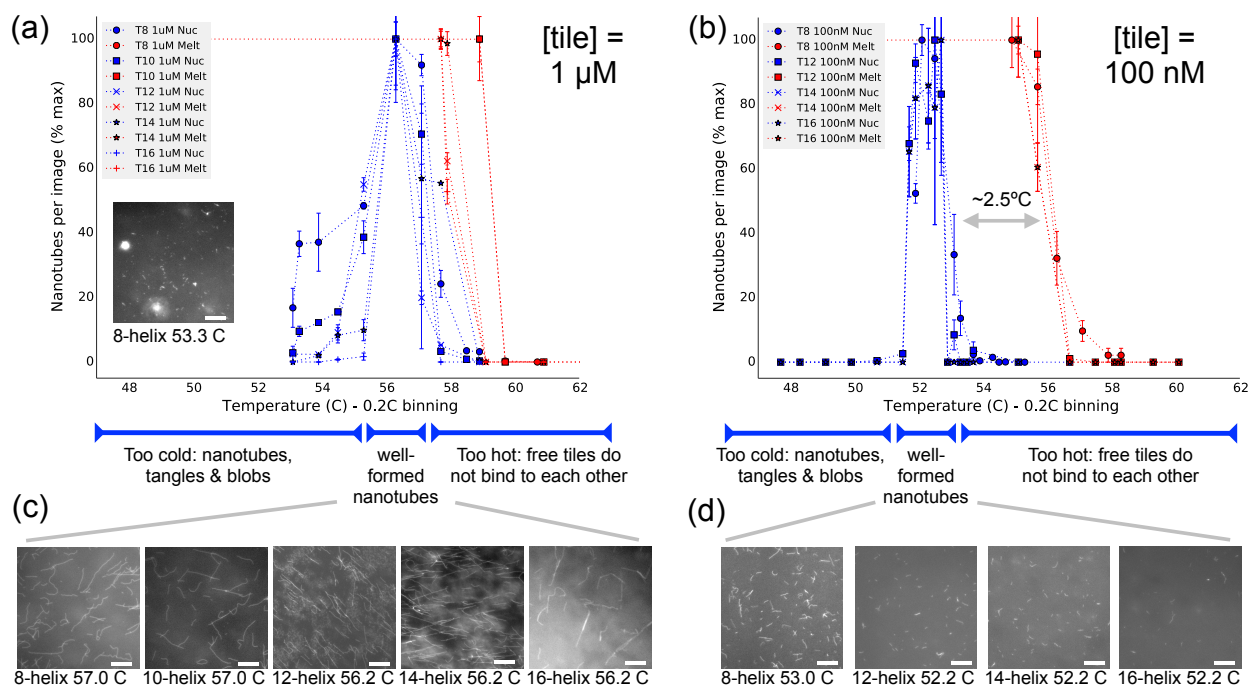 (a)
T8 1uM Nuc
T8 1uM Melt
T10 1uM Nuc
T10 1uM Melt
T12 1uM Nuc
T12 1uM Melt
T14 1uM Nuc
T14 1uM Melt
T16 1uM Nuc
T16 1uM Melt
[tile] =
1 µM
Nanotubes per image (% max)
100
80
60
40
20
0
8-helix 53.3 C
48
50
52
54
56
58
60
62
Temperature (C) - 0.2C binning
Too cold: nanotubes,
tangles & blobs
well-
formed
nanotubes
Too hot: free tiles do
not bind to each other
(b)
T8 100nM Nuc
T8 100nM Melt
T12 100nM Nuc
T12 100nM Melt
T14 100nM Nuc
T14 100nM Melt
T16 100nM Nuc
T16 100nM Melt
[tile] =
100 nM
~2.5ºC
Nanotubes per image (% max)
100
80
60
40
20
0
48
50
52
54
56
58
60
62
Temperature (C) - 0.2C binning
Too cold: nanotubes,
tangles & blobs
well-
formed
nanotubes
Too hot: free tiles do
not bind to each other
(c)
8-helix 57.0 C
10-helix 57.0 C
12-helix 56.2 C
14-helix 56.2 C
16-helix 56.2 C
(d)
8-helix 53.0 C
12-helix 52.2 C
14-helix 52.2 C
16-helix 52.2 C